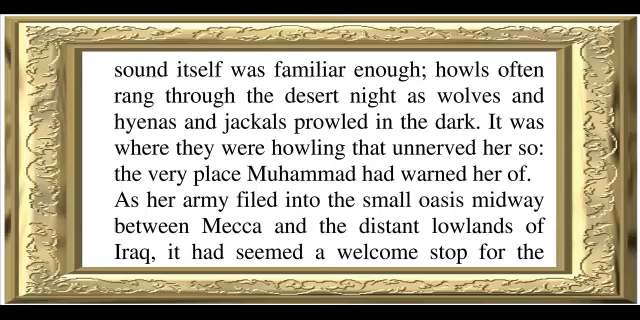 sound itself was familiar enough; howls often
rang through the desert night as wolves and
hyenas and jackals prowled in the dark. It was
where they were howling that unnerved her so:
the very place Muhammad had warned her of.
As her army filed into the small oasis midway
between Mecca and the distant lowlands of
Iraq, it had seemed a welcome stop for the